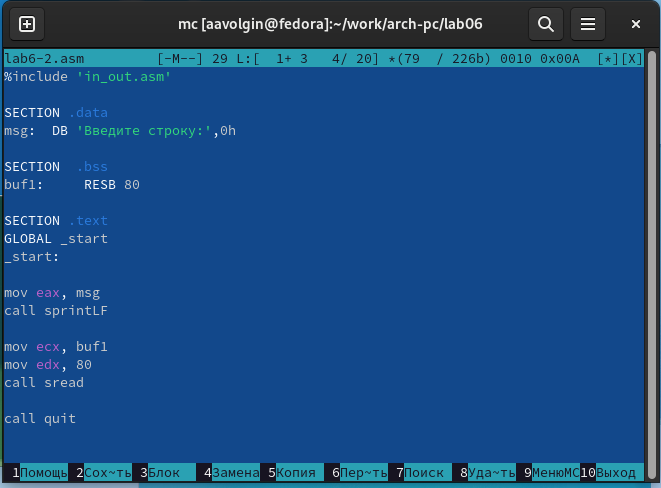 mc [aavolgin@fedora]:~/work/arch-pc/lab06
lab6-2.asm [-M--] 29 L:[ 1+ 3 4/ 20] *(79 / 226b) 0010 0x00A [*][X]
%include 'in_out.asm'
SECTION .data
msg: DB 'Введите строку:',0h
SECTION .bss
buf1: RESB 80
SECTION .text
GLOBAL _start
_start:
mov eax, msg
call sprintLF
mov ecx, buf1
mov edx, 80
call sread
call quit
1Помощь 2Сох~ть 3Блок 4Замена 5Копия 6Пер~ть 7Поиск 8Уда~ть 9МенюMC 10Выход